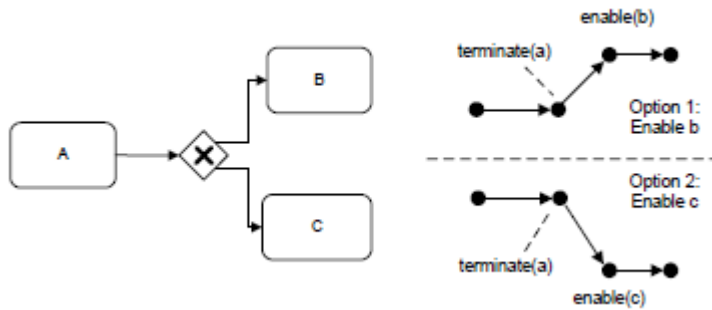 A
B
C
enable(b)
terminate(a)
Option 1:
Enable b
Option 2:
Enable c
terminate(a)
enable(c)